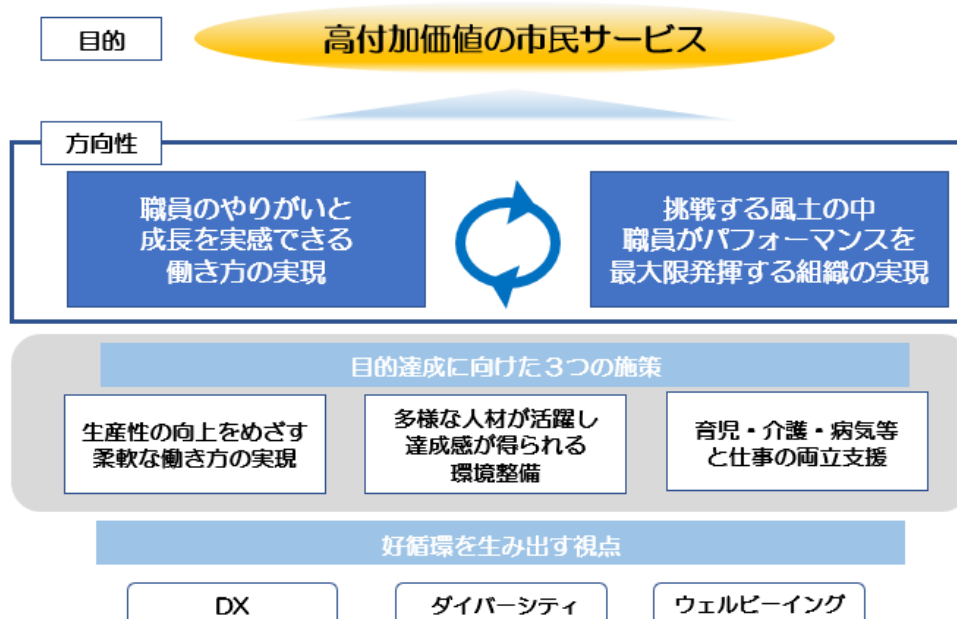 目的
高付加価値の市民サービス
方向性
職員のやりがいと
成長を実感できる
働き方の実現
挑戦する風土の中
職員がパフォーマンスを
最大限発揮する組織の実現
目的達成に向けた３つの施策
生産性の向上をめざす
柔軟な働き方の実現
多様な人材が活躍し
達成感が得られる
環境整備
育児・介護・病気等
と仕事の両立支援
好循環を生み出す視点
DX
ダイバーシティ
ウェルビーイング